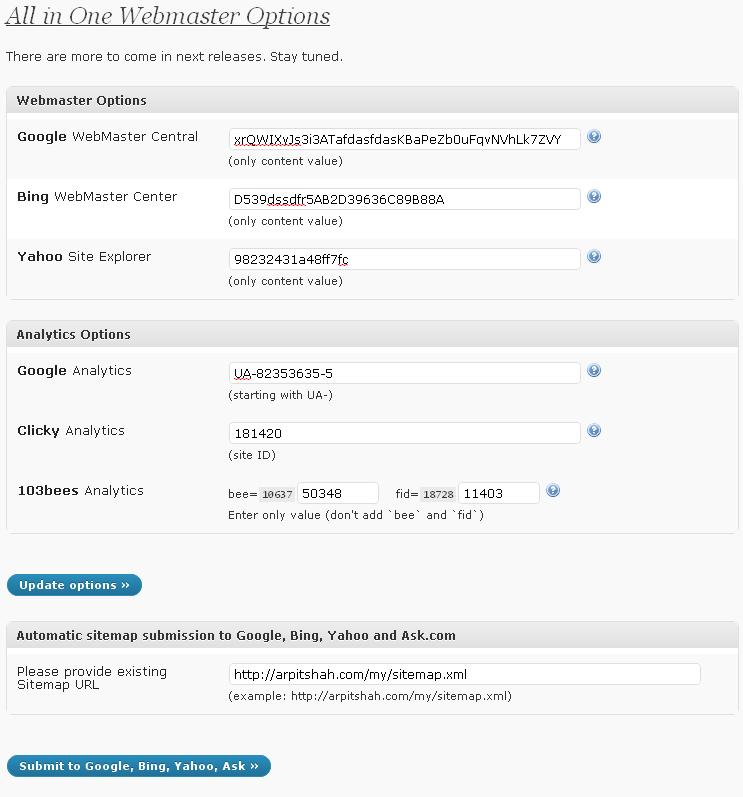 All in One Webmaster Options
There are more to come in next releases. Stay tuned.
Webmaster Options
Google WebMaster Central xrQWIXyJs3i3ATafdasfdasKBaPeZb0uFqvNVhLk7ZVY
(only content value)
Bing WebMaster Center D539dssdfr5AB2D39636C89B88A
(only content value)
Yahoo Site Explorer 98232431a48ff7fc
(only content value)
Analytics Options
Google Analytics UA-82353635-5
(starting with UA-)
Clicky Analytics 181420
(site ID)
103bees Analytics bee= 10637 50348 fid= 18728 11403
Enter only value (don't add `bee` and `fid`)
Update options »
Automatic sitemap submission to Google, Bing, Yahoo and Ask.com
Please provide existing
Sitemap URL
http://arpitshah.com/my/sitemap.xml
(example: http://arpitshah.com/my/sitemap.xml)
Submit to Google, Bing, Yahoo, Ask »